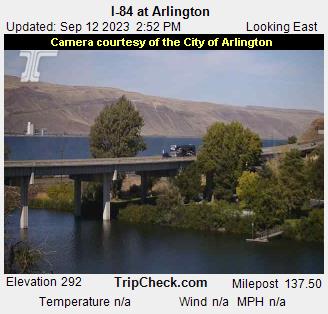 I-84 at Arlington
Updated: Sep 12 2023 2:52 PM Looking East
Camera courtesy of the City of Arlington
Elevation 292 TripCheck.com Milepost 137.50
Temperature n/a Wind n/a MPH n/a